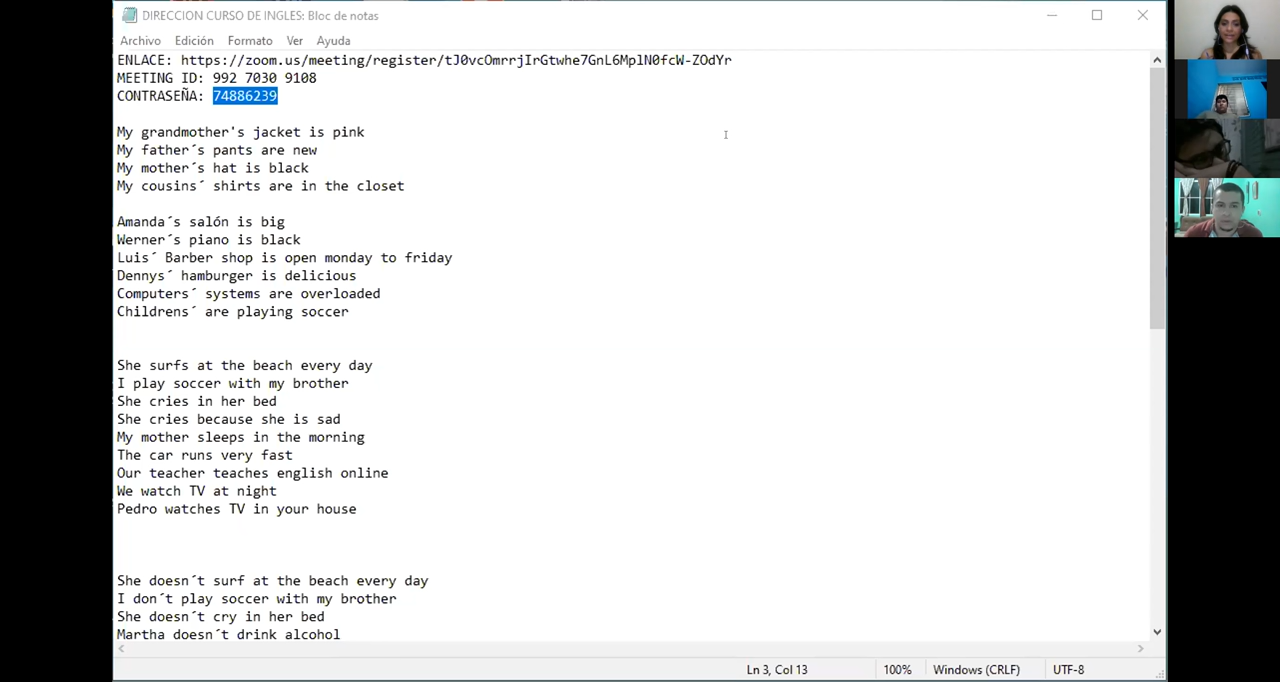 DIRECCION CURSO DE INGLES: Bloc de notas
Archivo Edición Formato Ver Ayuda
ENLACE: https://zoom.us/meeting/register/tJ0vcOmrrjIrGtwhe7GnL6MplN0fcW-ZOdYr
MEETING ID: 992 7030 9108
CONTRASEÑA: 74886239
My grandmother's jacket is pink
My father´s pants are new
My mother´s hat is black
My cousins´ shirts are in the closet
Amanda´s salón is big
Werner´s piano is black
Luis´ Barber shop is open monday to friday
Dennys´ hamburger is delicious
Computers´ systems are overloaded
Childrens´ are playing soccer
She surfs at the beach every day
I play soccer with my brother
She cries in her bed
She cries because she is sad
My mother sleeps in the morning
The car runs very fast
Our teacher teaches english online
We watch TV at night
Pedro watches TV in your house
She doesn´t surf at the beach every day
I don´t play soccer with my brother
She doesn´t cry in her bed
Martha doesn´t drink alcohol
Ln 3, Col 13 100% Windows (CRLF) UTF-8